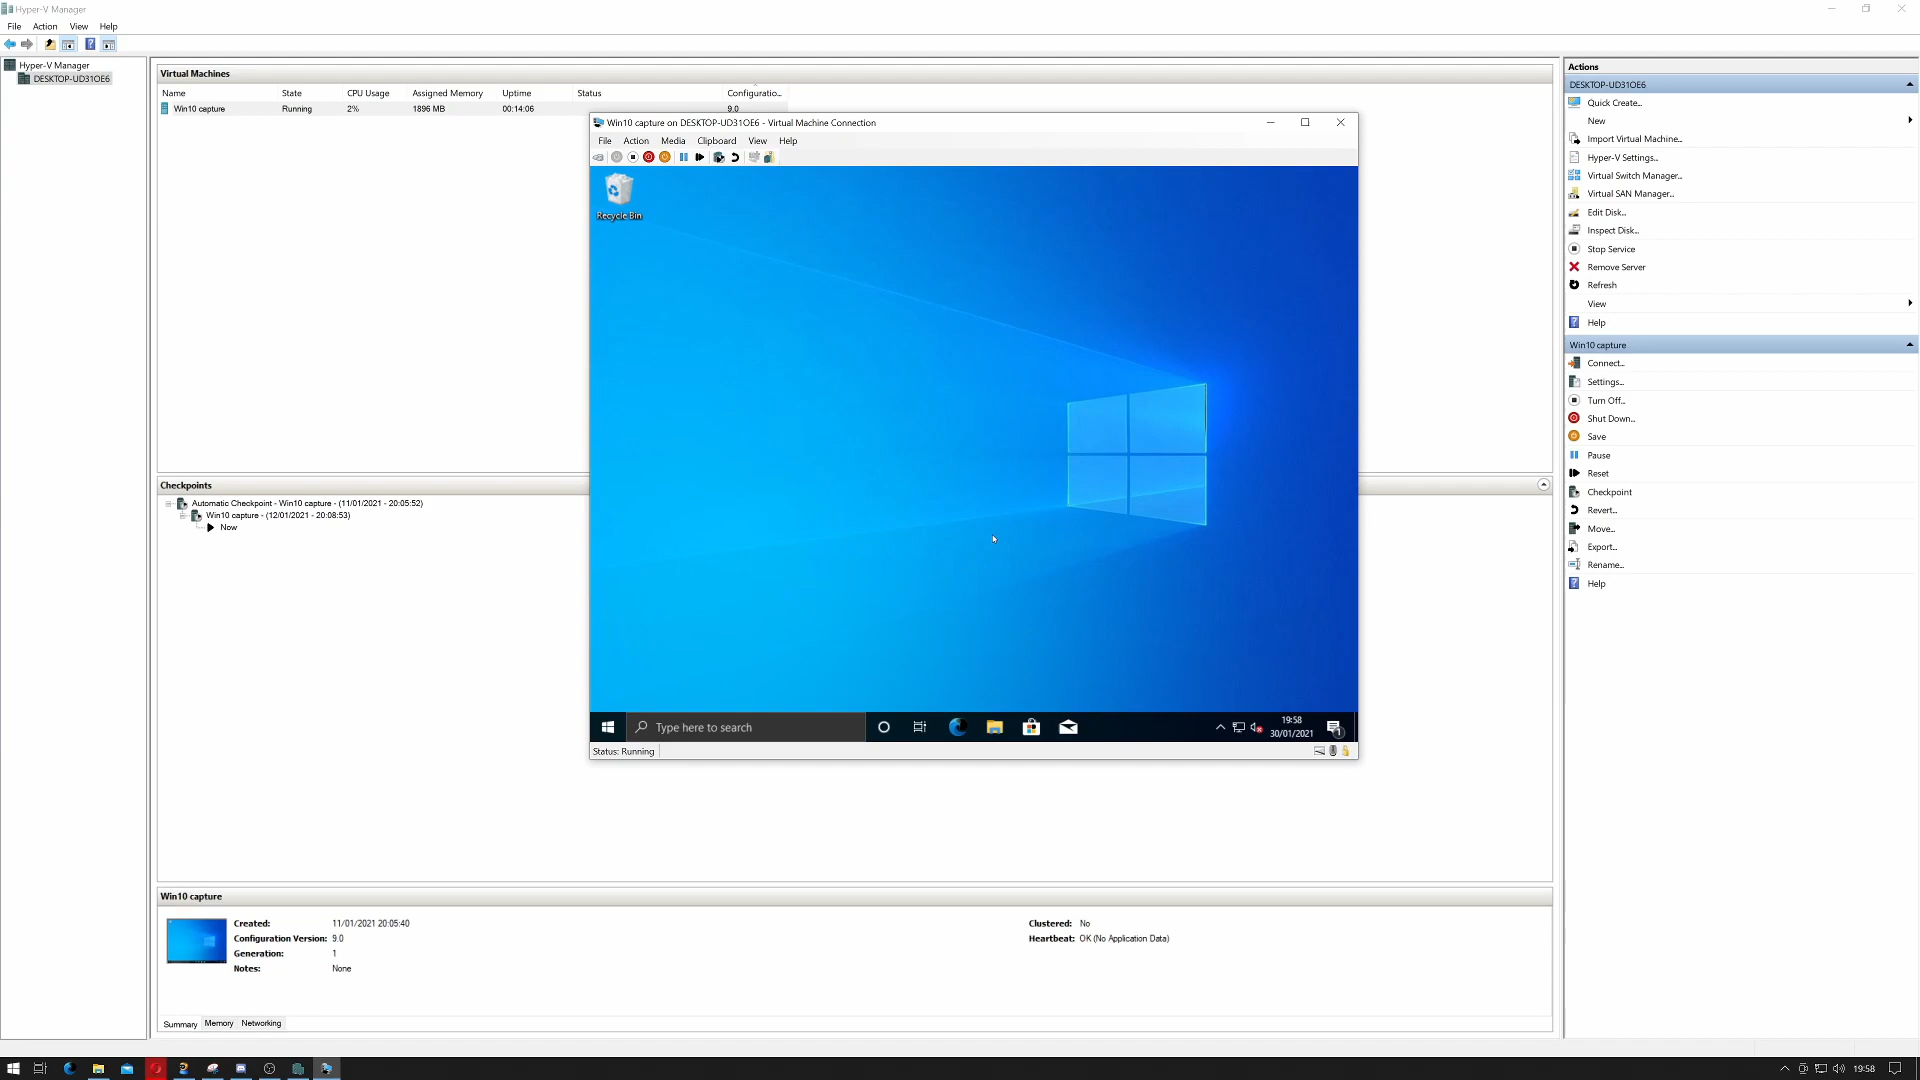 Hyper-V Manager
File Action View Help
Hyper-V Manager
DESKTOP-UD31OE6
Virtual Machines
Name State CPU Usage Assigned Memory Uptime Status Configuratio...
Win10 capture Running 2% 1896 MB 00:14:06 9.0
Win10 capture on DESKTOP-UD31OE6 - Virtual Machine Connection
File Action Media Clipboard View Help
Recycle Bin
Type here to search
19:58
30/01/2021
1
Status: Running
Checkpoints
Automatic Checkpoint - Win10 capture - (11/01/2021 - 20:05:52)
Win10 capture - (12/01/2021 - 20:08:53)
Now
Win10 capture
Created: 11/01/2021 20:05:40
Configuration Version: 9.0
Generation: 1
Notes: None
Clustered: No
Heartbeat: OK (No Application Data)
Summary Memory Networking
Actions
DESKTOP-UD31OE6
Quick Create...
New
Import Virtual Machine...
Hyper-V Settings...
Virtual Switch Manager...
Virtual SAN Manager...
Edit Disk...
Inspect Disk...
Stop Service
Remove Server
Refresh
View
Help
Win10 capture
Connect...
Settings...
Turn Off...
Shut Down...
Save
Pause
Reset
Checkpoint
Revert...
Move...
Export...
Rename...
Help
19:58